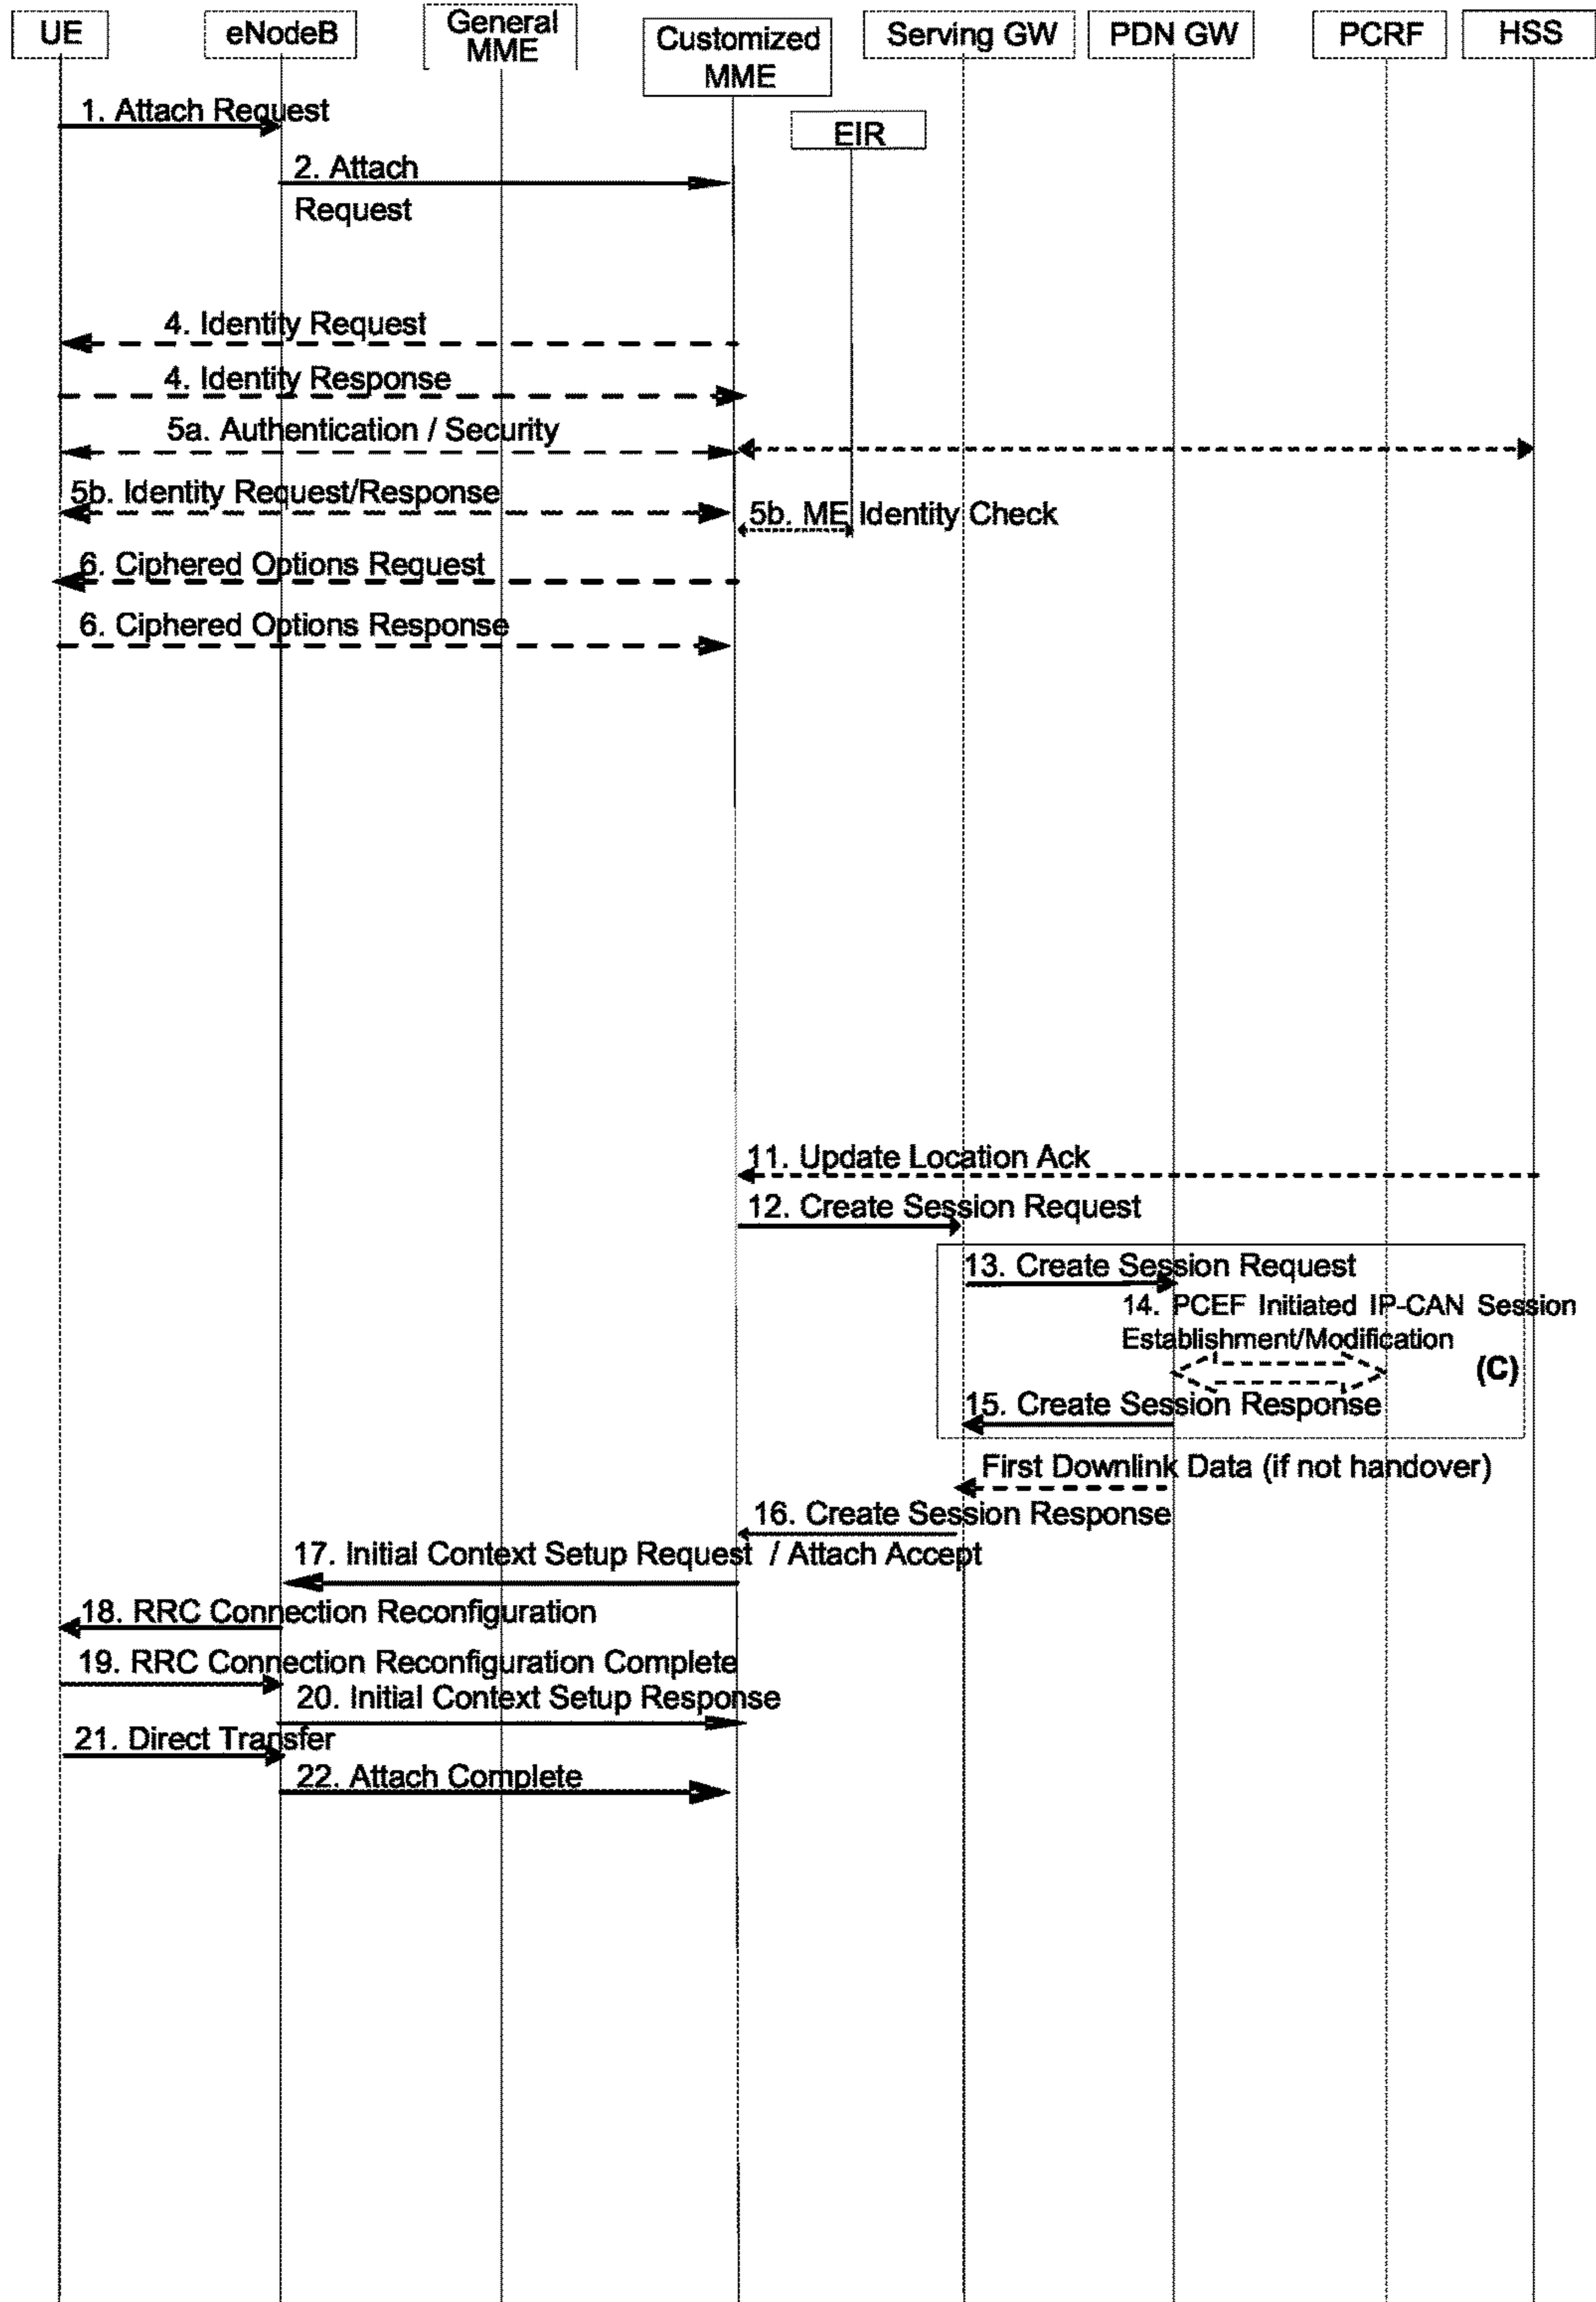 UE
eNodeB
General
MME
Customized
MME
Serving GW
PDN GW
PCRF
HSS
1. Attach Request
EIR
2. Attach
Request
4. Identity Request
4. Identity Response
5a. Authentication / Security
5b. Identity Request/Response
5b. ME Identity Check
6. Ciphered Options Request
6. Ciphered Options Response
11. Update Location Ack
12. Create Session Request
13. Create Session Request
14. PCEF Initiated IP-CAN Session
Establishment/Modification
(C)
15. Create Session Response
First Downlink Data (if not handover)
16. Create Session Response
17. Initial Context Setup Request / Attach Accept
18. RRC Connection Reconfiguration
19. RRC Connection Reconfiguration Complete
20. Initial Context Setup Response
21. Direct Transfer
22. Attach Complete